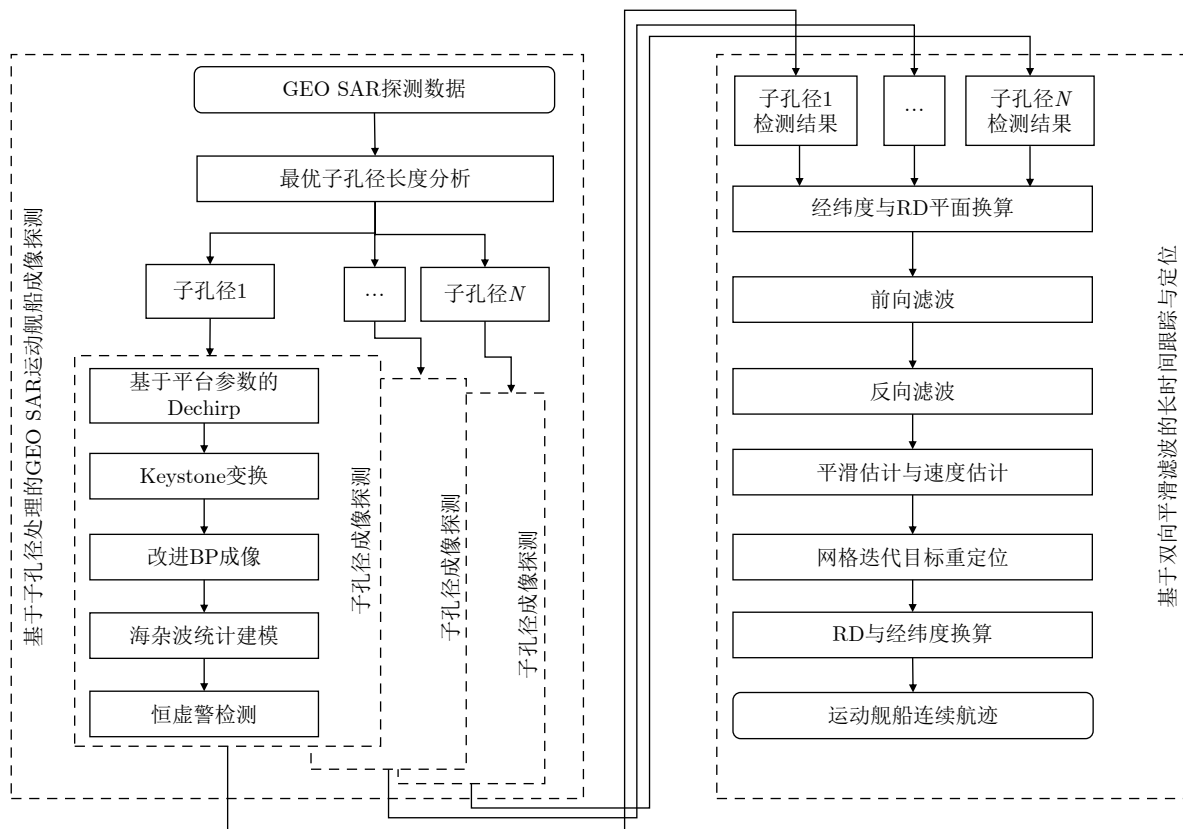 基于子孔径处理的GEO SAR运动舰船成像探测
GEO SAR探测数据
最优子孔径长度分析
子孔径1
…
子孔径N
基于平台参数的
Dechirp
Keystone变换
改进BP成像
海杂波统计建模
恒虚警检测
子孔径成像探测
子孔径成像探测
子孔径成像探测
子孔径1
检测结果
…
子孔径N
检测结果
经纬度与RD平面换算
前向滤波
反向滤波
平滑估计与速度估计
网格迭代目标重定位
RD与经纬度换算
运动舰船连续航迹
基于双向平滑滤波的长时间跟踪与定位